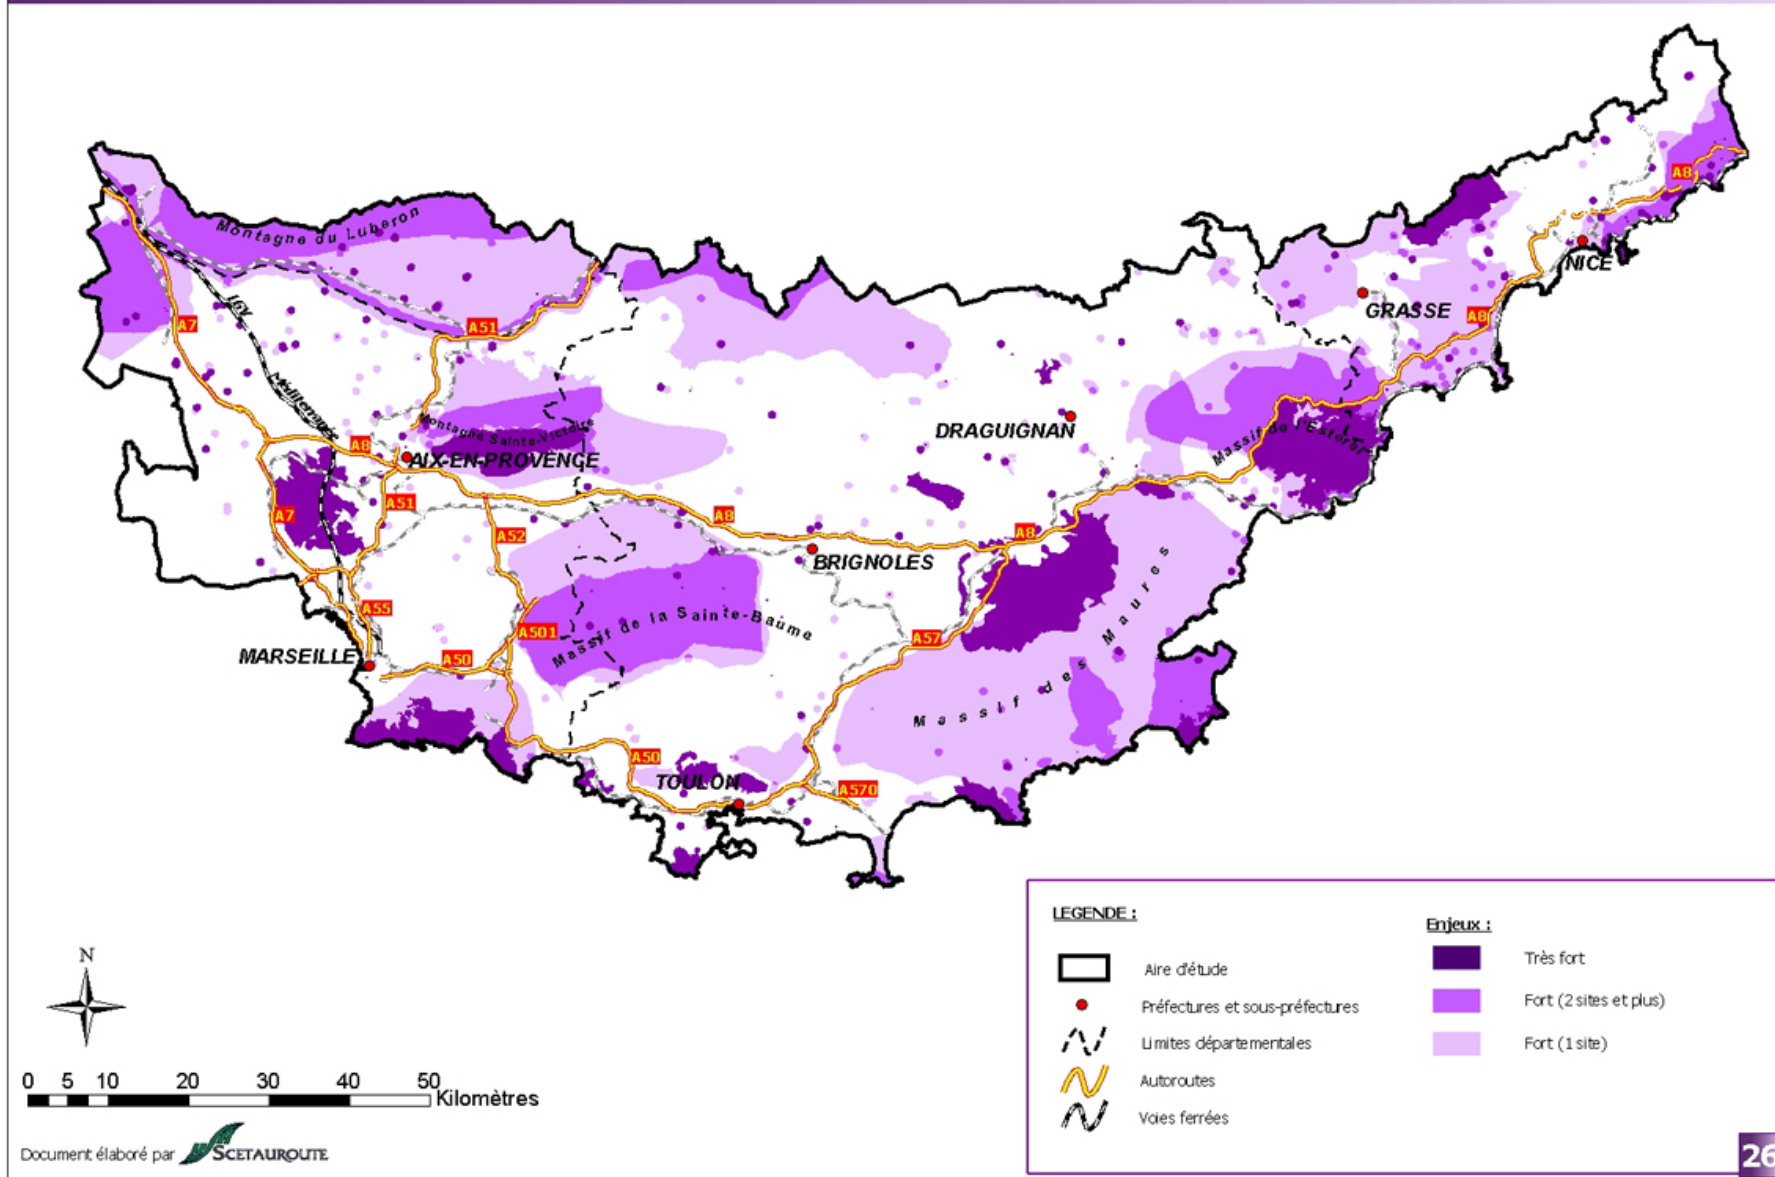 A8
NICE
GRASSE
A8
Montagne du Luberon
A7
LGV
Méditerranée
A51
Montagne Sainte-Victoire
A8
AIX-EN-PROVENCE
DRAGUIGNAN
Massif de l'Esterel
A7
A51
A52
A8
A8
BRIGNOLES
A55
A501
Massif de la Sainte-Baume
A57
Massif des Maures
MARSEILLE
A50
A50
TOULON
A570
LEGENDE :
Aire d'étude
Préfectures et sous-préfectures
Limites départementales
Autoroutes
Voies ferrées
Enjeux :
Très fort
Fort (2 sites et plus)
Fort (1 site)
N
0 5 10 20 30 40 50 Kilomètres
Document élaboré par SCETAUROUTE
26